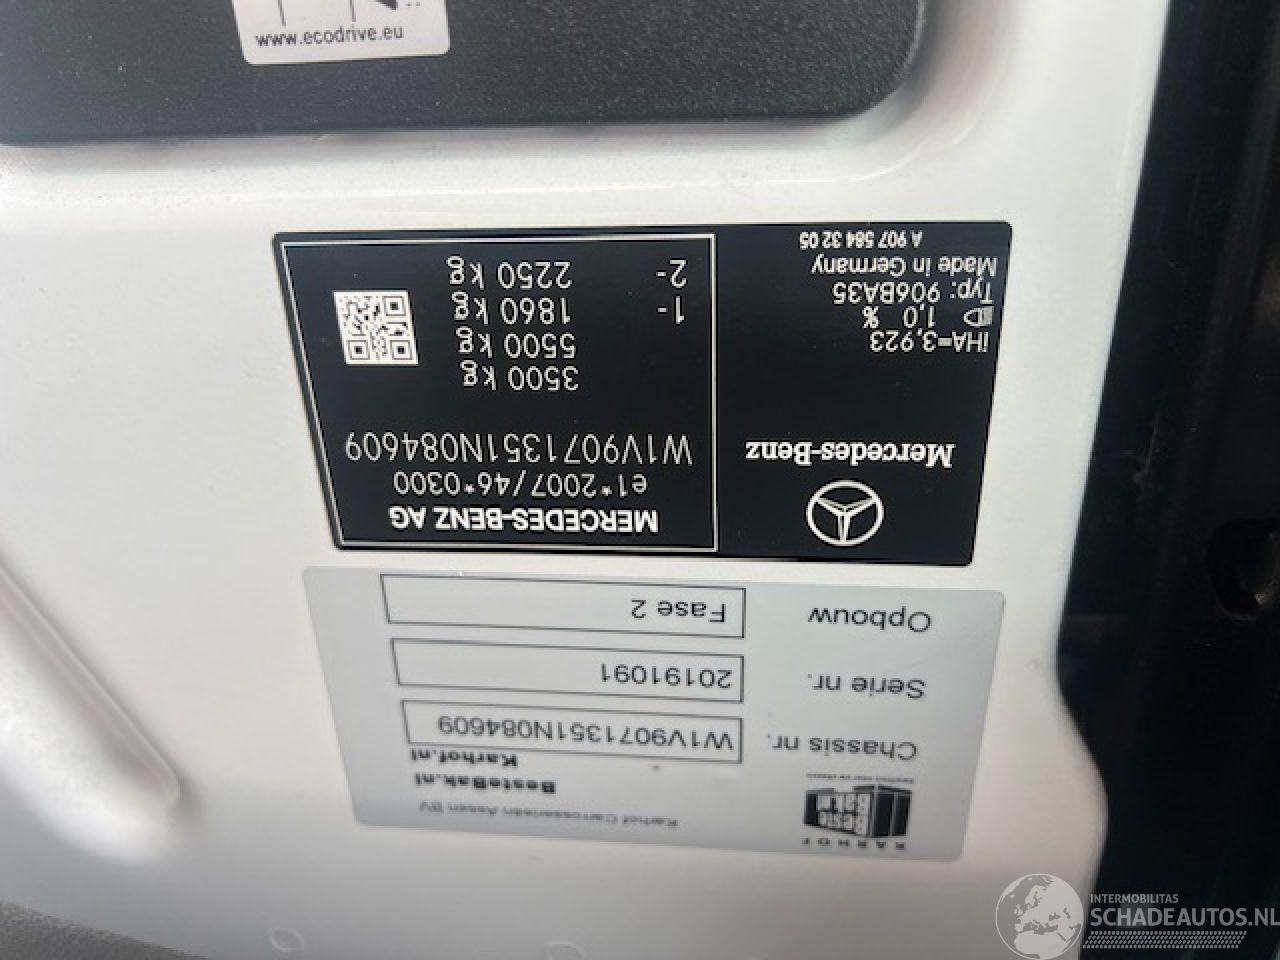 www.ecodrive.eu
KARHOF
Beste
Bak.nl
Karhof Carrosserieën Assen BV
BesteBak.nl
Karhof.nl
Chassis nr. W1V9071351N084609
Serie nr. 20191091
Opbouw Fase 2
Mercedes-Benz
iHA=3,923
1,0 %
Typ: 906BA35
Made in Germany
A 907 584 32 05
MERCEDES-BENZ AG
e1*2007/46*0300
W1V9071351N084609
3500 kg
5500 kg
1- 1860 kg
2- 2250 kg
INTERMOBILITAS
SCHADEAUTOS.NL